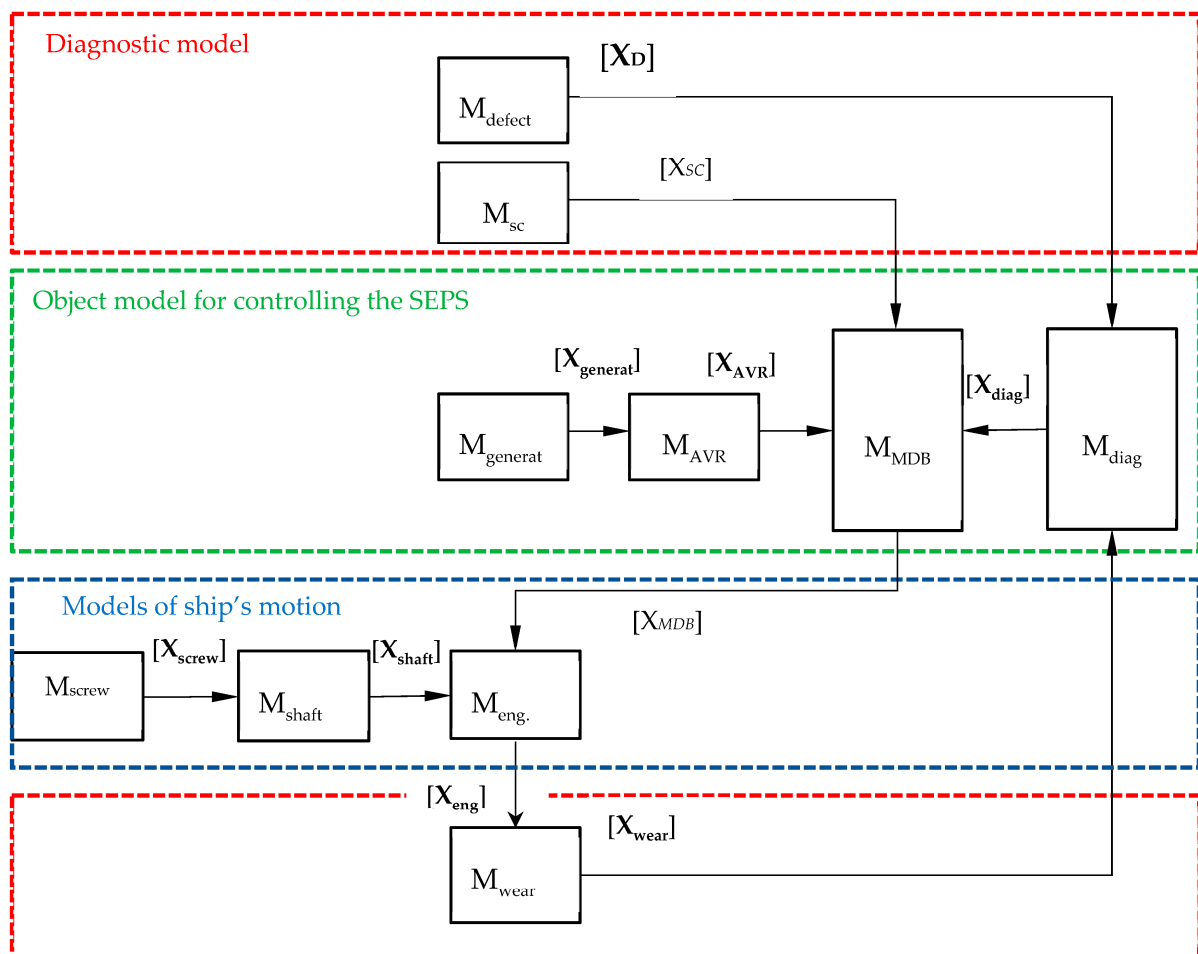 Diagnostic model
[XD]
Mdefect
[XSC]
Msc
Object model for controlling the SEPS
[Xgenerat]
[XAVR]
[Xdiag]
Mgenerat
MAVR
MMDB
Mdiag
Models of ship’s motion
[XMDB]
[Xscrew]
[Xshaft]
Mscrew
Mshaft
Meng.
[Xeng]
[Xwear]
Mwear